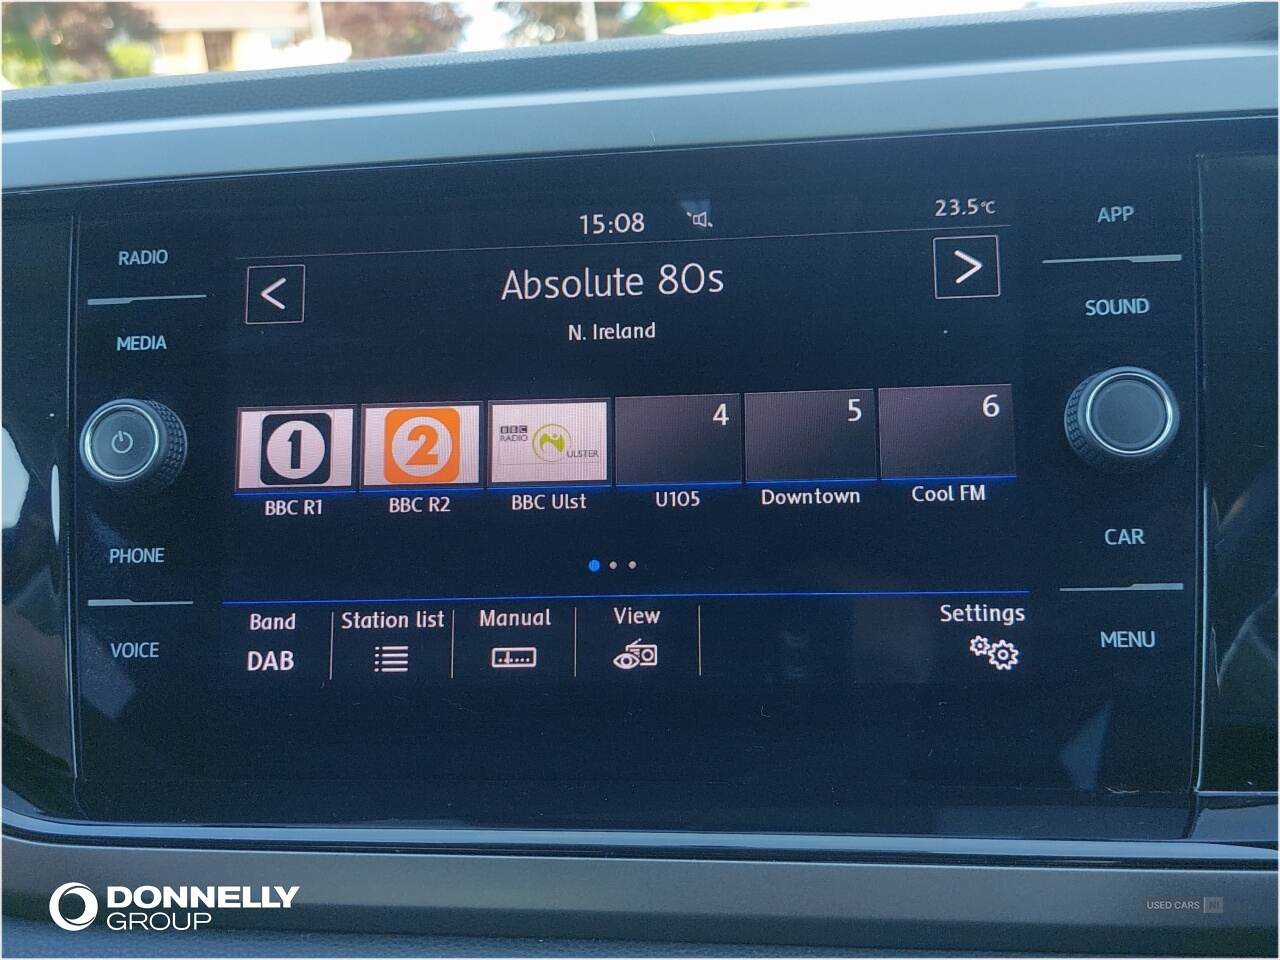 15:08
23.5°C
APP
RADIO
<
Absolute 80s
>
SOUND
N. Ireland
MEDIA
1
2
BBC
RADIO
ULSTER
4
5
6
BBC R1
BBC R2
BBC Ulst
U105
Downtown
Cool FM
PHONE
CAR
Band
Station list
Manual
View
Settings
DAB
VOICE
MENU
DONNELLY
GROUP
USED CARS NI